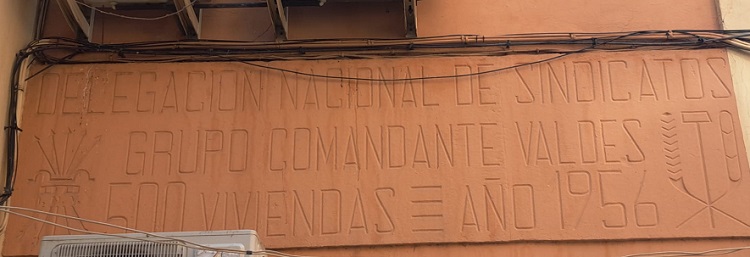 DELEGACION NACIONAL DE SINDICATOS
GRUPO COMANDANTE VALDES
500 VIVIENDAS AÑO 1956